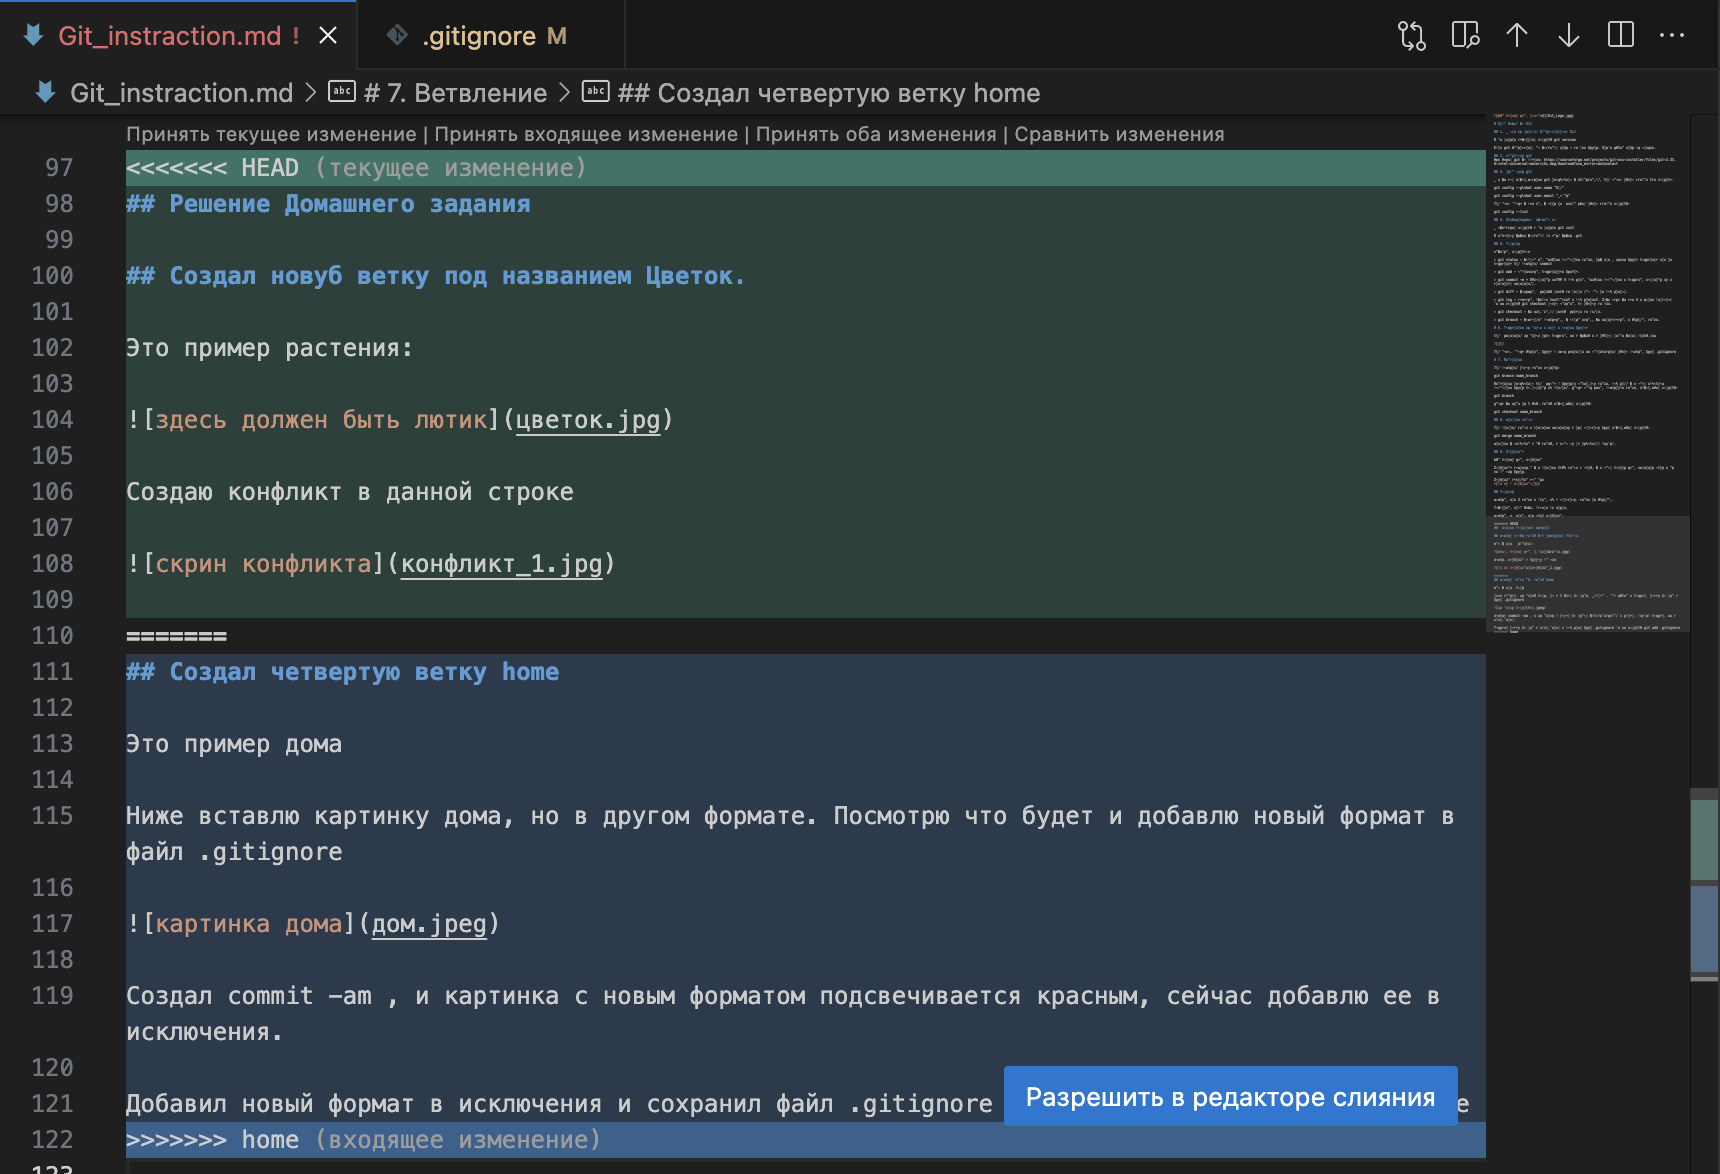 Git_instraction.md !
.gitignore M
Git_instraction.md > # 7. Ветвление > ## Создал четвертую ветку home
Принять текущее изменение | Принять входящее изменение | Принять оба изменения | Сравнить изменения
97 <<<<<<< HEAD (текущее изменение)
98 ## Решение Домашнего задания
99
100 ## Создал новуб ветку под названием Цветок.
101
102 Это пример растения:
103
104 ![здесь должен быть лютик](цветок.jpg)
105
106 Создаю конфликт в данной строке
107
108 ![скрин конфликта](конфликт_1.jpg)
109
110 =======
111 ## Создал четвертую ветку home
112
113 Это пример дома
114
115 Ниже вставлю картинку дома, но в другом формате. Посмотрю что будет и добавлю новый формат в
файл .gitignore
116
117 ![картинка дома](дом.jpeg)
118
119 Создал commit -am , и картинка с новым форматом подсвечивается красным, сейчас добавлю ее в
исключения.
120
121 Добавил новый формат в исключения и сохранил файл .gitignore
Разрешить в редакторе слияния
122 >>>>>>> home (входящее изменение)
123